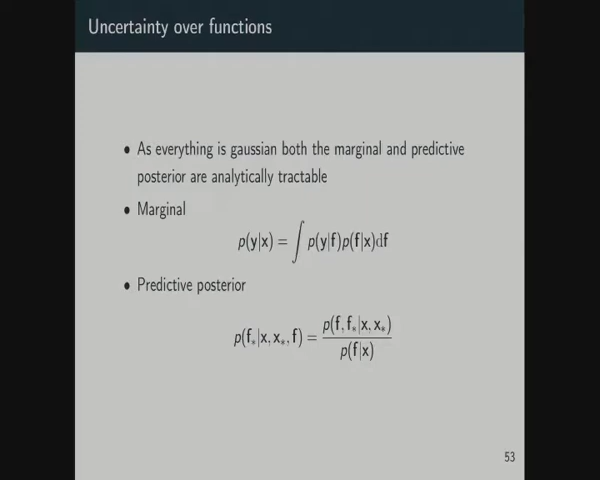 Uncertainty over functions
• As everything is gaussian both the marginal and predictive
posterior are analytically tractable
• Marginal
p(y|x) = ∫ p(y|f)p(f|x)df
• Predictive posterior
p(f∗|x, x∗, f) = p(f, f∗|x, x∗) / p(f|x)
53